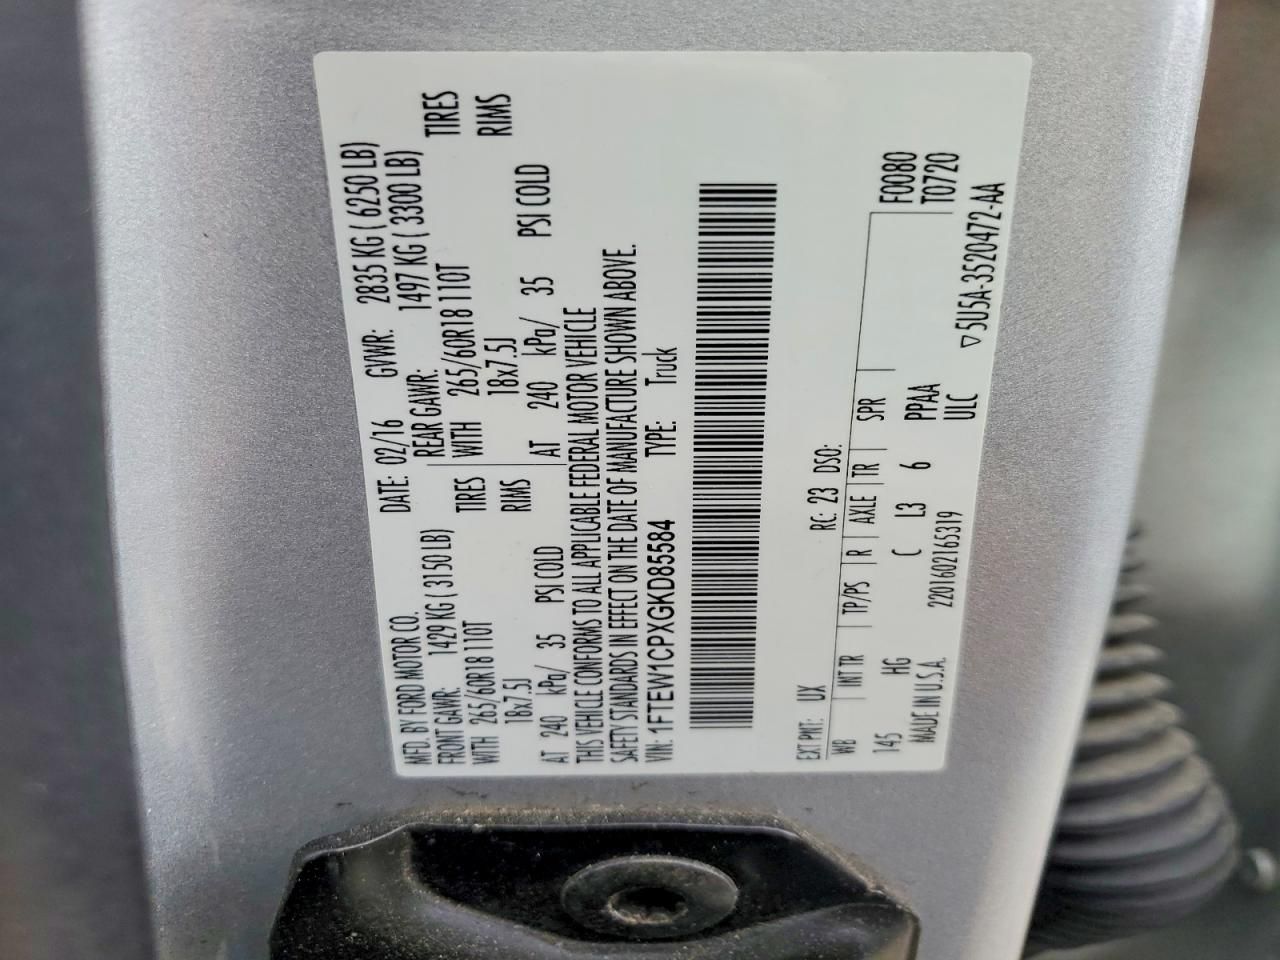 MFD. BY FORD MOTOR CO.
DATE: 02/16 GVWR: 2835 KG ( 6250 LB)
FRONT GAWR: 1429 KG ( 3150 LB) REAR GAWR: 1497 KG ( 3300 LB)
WITH 265/60R18 110T TIRES WITH 265/60R18 110T TIRES
18x7.5J RIMS 18x7.5J RIMS
AT 240 kPa/ 35 PSI COLD AT 240 kPa/ 35 PSI COLD
THIS VEHICLE CONFORMS TO ALL APPLICABLE FEDERAL MOTOR VEHICLE
SAFETY STANDARDS IN EFFECT ON THE DATE OF MANUFACTURE SHOWN ABOVE.
VIN: 1FTEW1CPXGKD85584 TYPE: Truck
EXT PNT: UX RC: 23 DSO:
WB INT TR TP/PS R AXLE TR SPR F0080
145 HG C L3 6 PPAA T0720
MADE IN U.S.A. 2201602165319 ULC
▽ 5U5A-3520472-AA